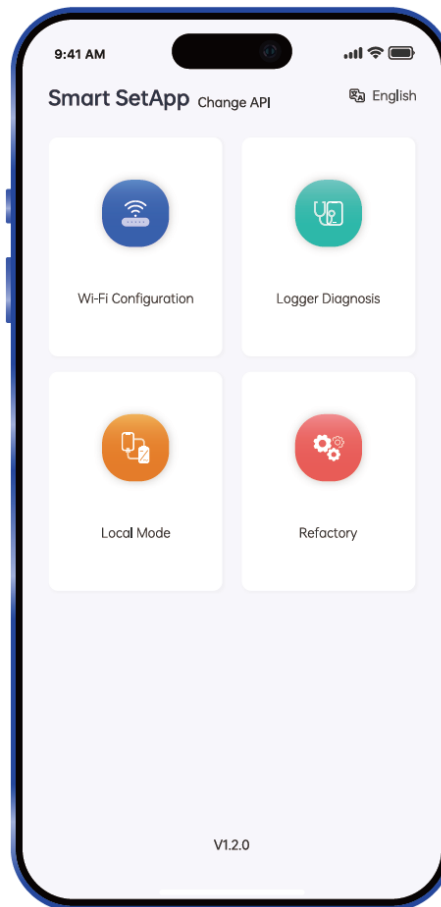 9:41 AM
Smart SetApp Change API English
Wi-Fi Configuration
Logger Diagnosis
Local Mode
Refactory
V1.2.0